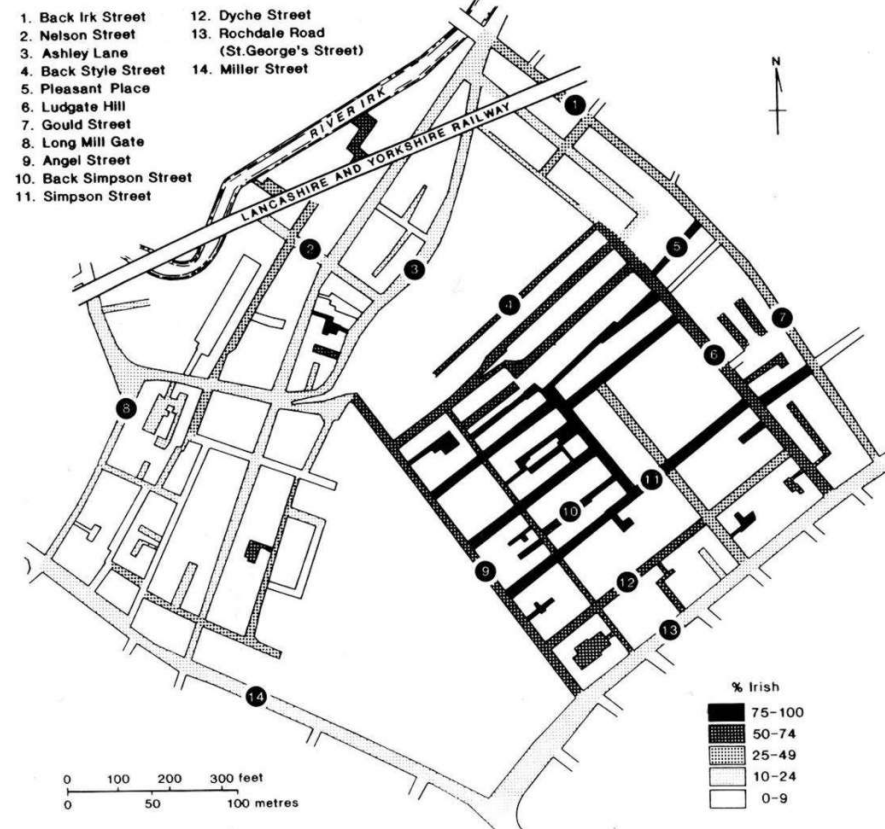 1. Back Irk Street
2. Nelson Street
3. Ashley Lane
4. Back Style Street
5. Pleasant Place
6. Ludgate Hill
7. Gould Street
8. Long Mill Gate
9. Angel Street
10. Back Simpson Street
11. Simpson Street
12. Dyche Street
13. Rochdale Road
(St.George's Street)
14. Miller Street
N
RIVER IRK
LANCASHIRE AND YORKSHIRE RAILWAY
1
2
3
4
5
6
7
8
9
10
11
12
13
14
% Irish
75-100
50-74
25-49
10-24
0-9
0 100 200 300 feet
0 50 100 metres